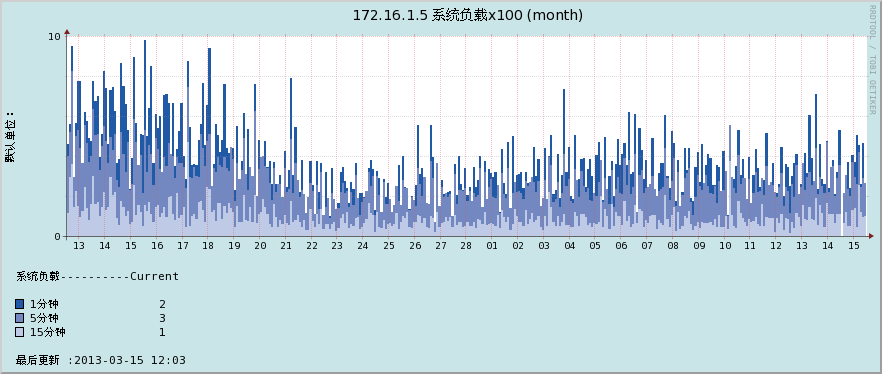 172.16.1.5 系统负载x100 (month)
RRDTOOL / TOBI OETIKER
默认单位：
10
0
13 14 15 16 17 18 19 20 21 22 23 24 25 26 27 28 01 02 03 04 05 06 07 08 09 10 11 12 13 14 15
系统负载----------Current
1分钟 2
5分钟 3
15分钟 1
最后更新 :2013-03-15 12:03